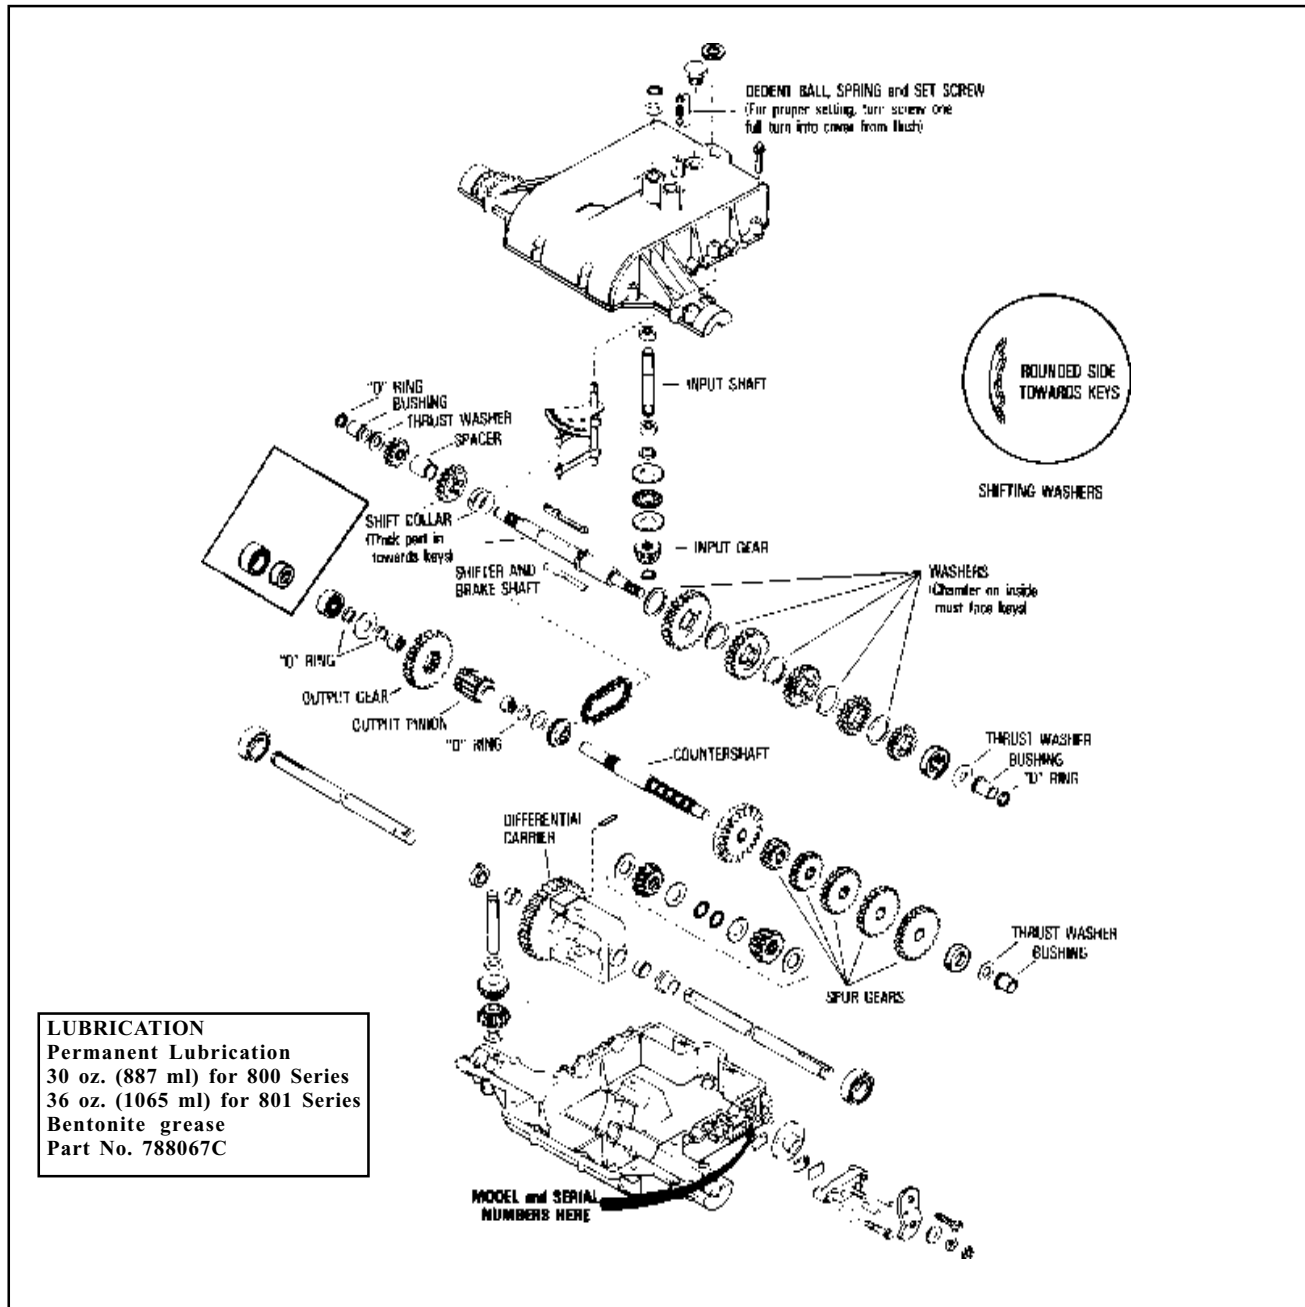 DEDENT BALL, SPRING and SET SCREW
(For proper setting, turn screw one
full turn into cover from flush)
ROUNDED SIDE
TOWARDS KEYS
SHIFTING WASHERS
INPUT SHAFT
"O" RING
BUSHING
THRUST WASHER
SPACER
SHIFT COLLAR
(Thick part in
towards keys)
SHIFTER AND
BRAKE SHAFT
INPUT GEAR
WASHERS
(Chamfer on inside
must face keys)
"O" RING
OUTPUT GEAR
OUTPUT PINION
"O" RING
COUNTERSHAFT
THRUST WASHER
BUSHING
"O" RING
DIFFERENTIAL
CARRIER
THRUST WASHER
BUSHING
SPUR GEARS
LUBRICATION
Permanent Lubrication
30 oz. (887 ml) for 800 Series
36 oz. (1065 ml) for 801 Series
Bentonite grease
Part No. 788067C
MODEL and SERIAL
NUMBERS HERE